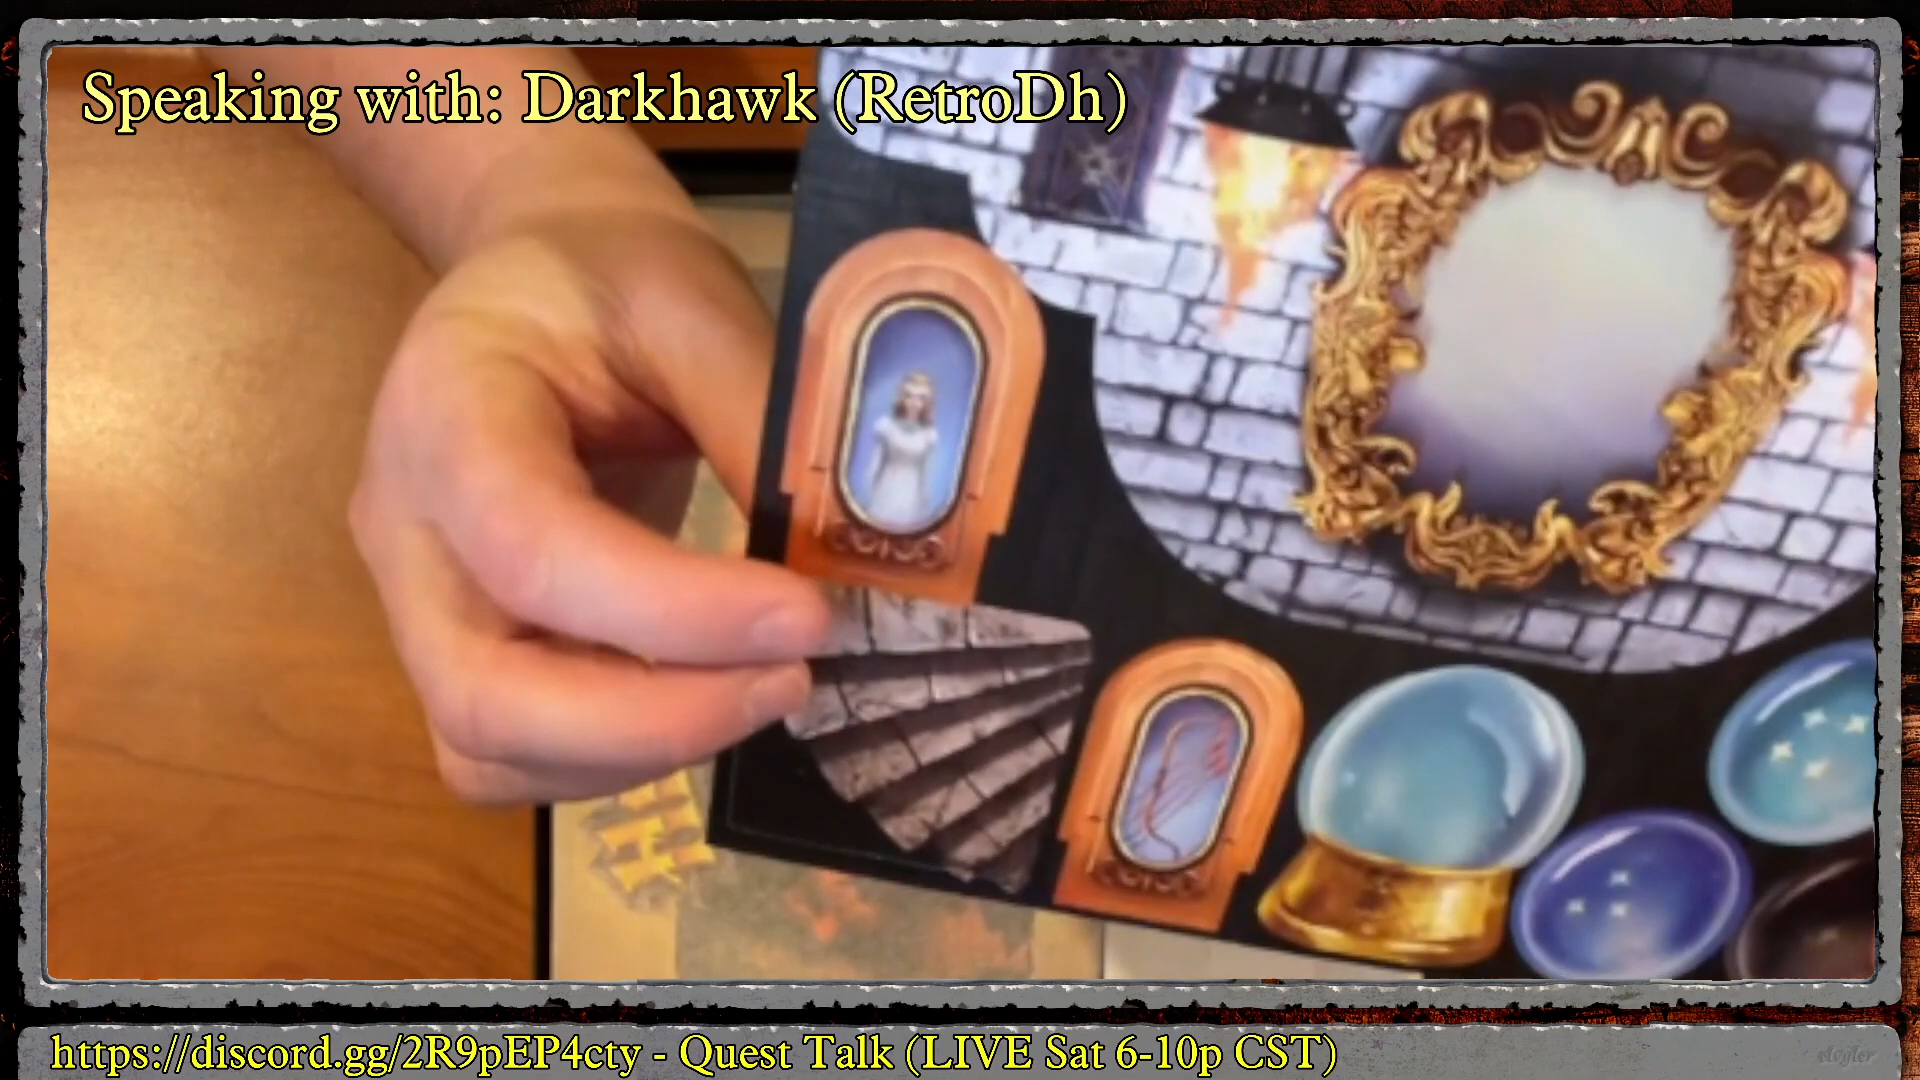 Speaking with: Darkhawk (RetroDh)
https://discord.gg/2R9pEP4cty - Quest Talk (LIVE Sat 6-10p CST)